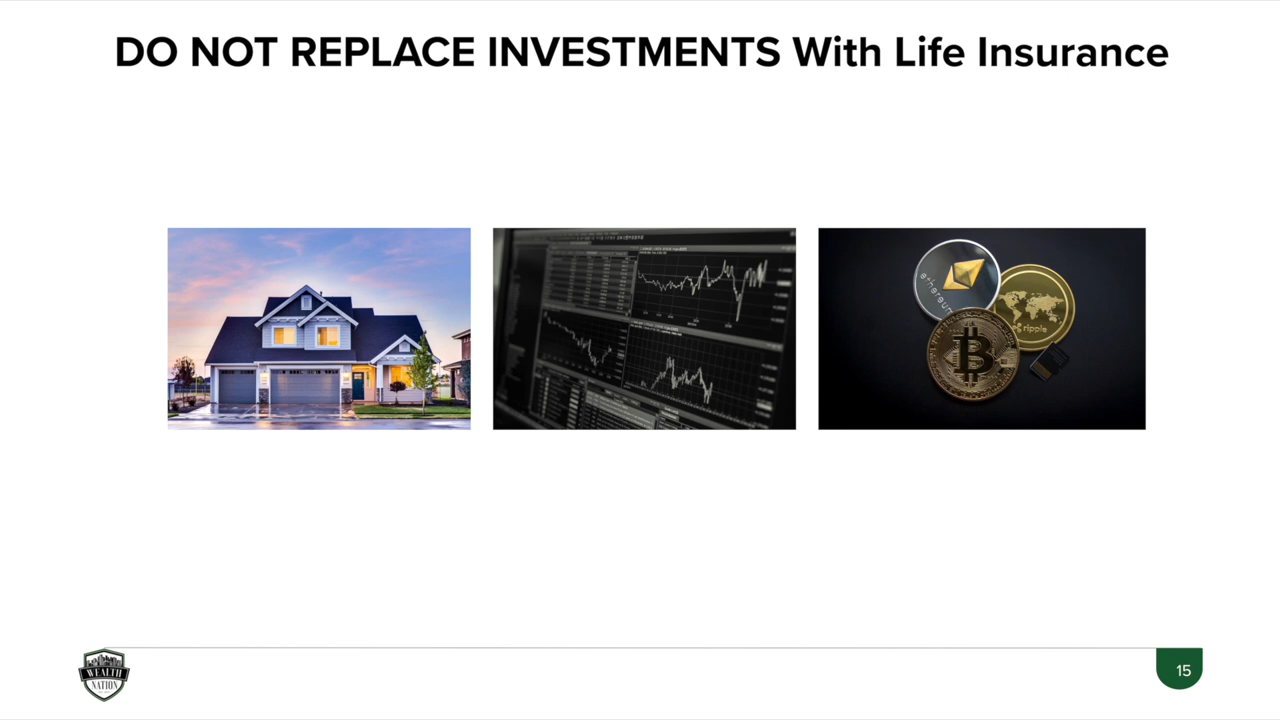 DO NOT REPLACE INVESTMENTS With Life Insurance
ethereum
ripple
WEALTH
NATION
15